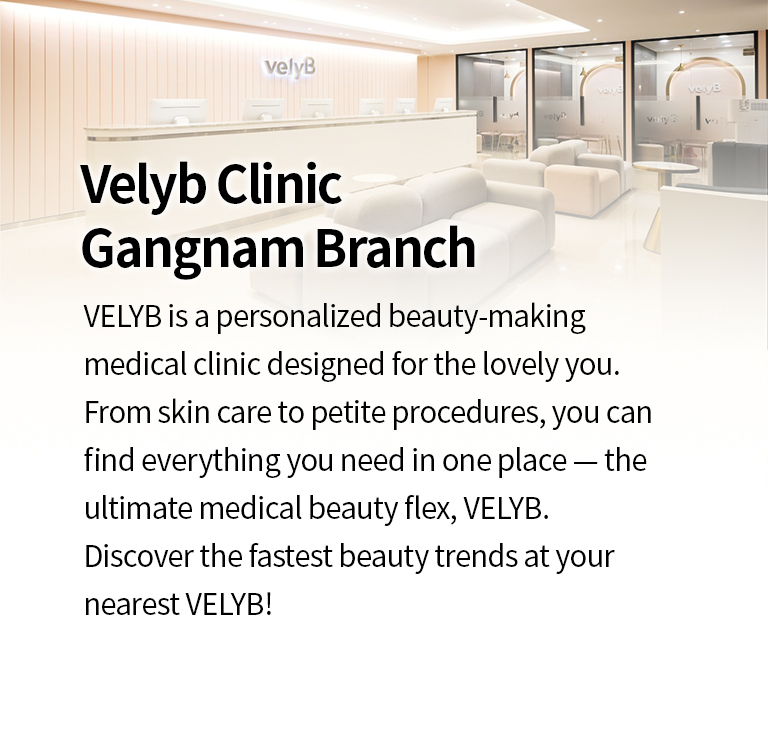 velyB
velyB
velyB
Velyb Clinic
Gangnam Branch
VELYB is a personalized beauty-making
medical clinic designed for the lovely you.
From skin care to petite procedures, you can
find everything you need in one place — the
ultimate medical beauty flex, VELYB.
Discover the fastest beauty trends at your
nearest VELYB!